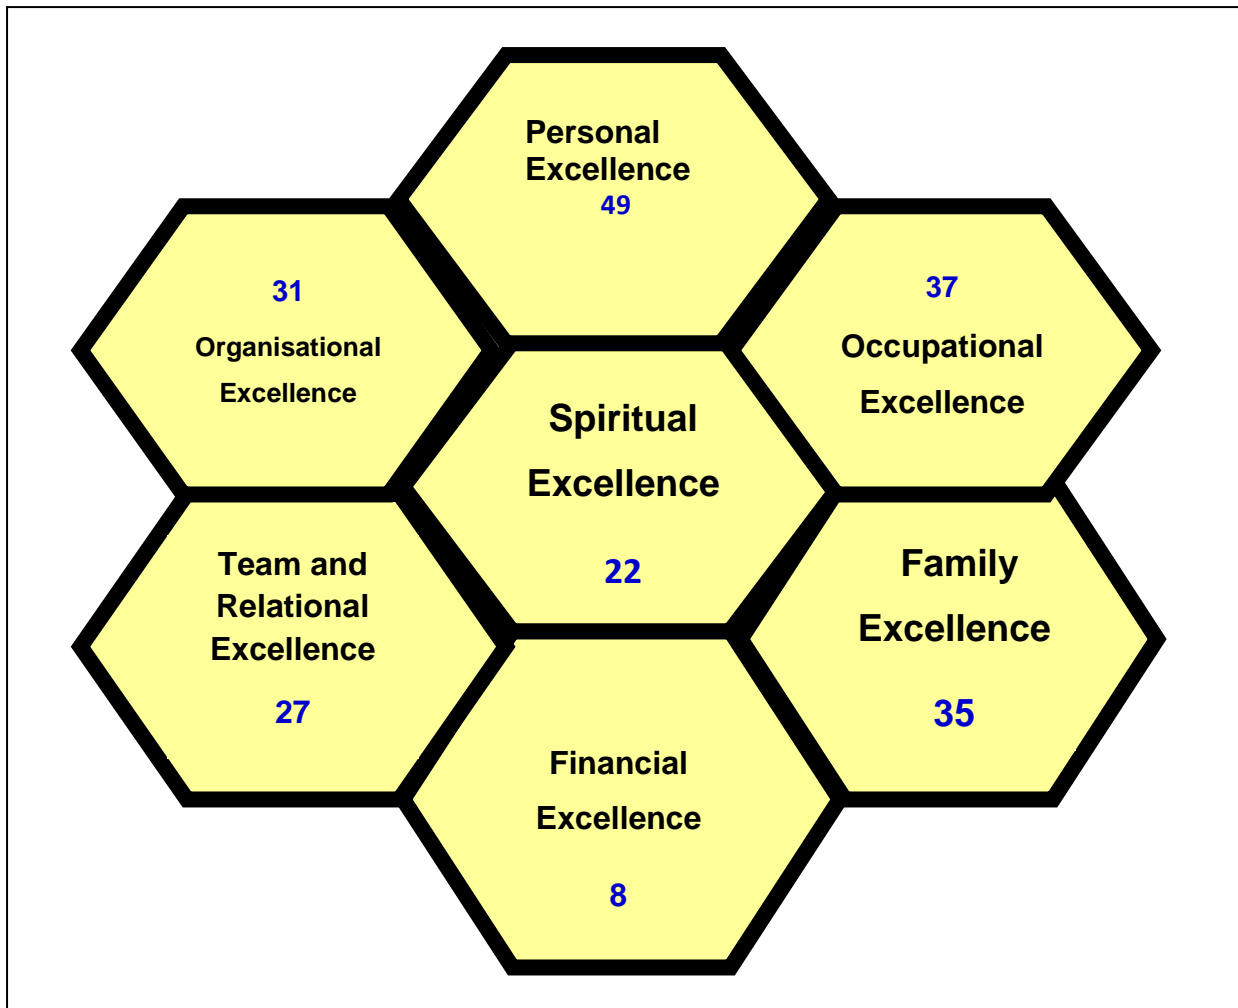 Personal
Excellence
49
31
Organisational
Excellence
37
Occupational
Excellence
Spiritual
Excellence
22
Team and
Relational
Excellence
27
Family
Excellence
35
Financial
Excellence
8